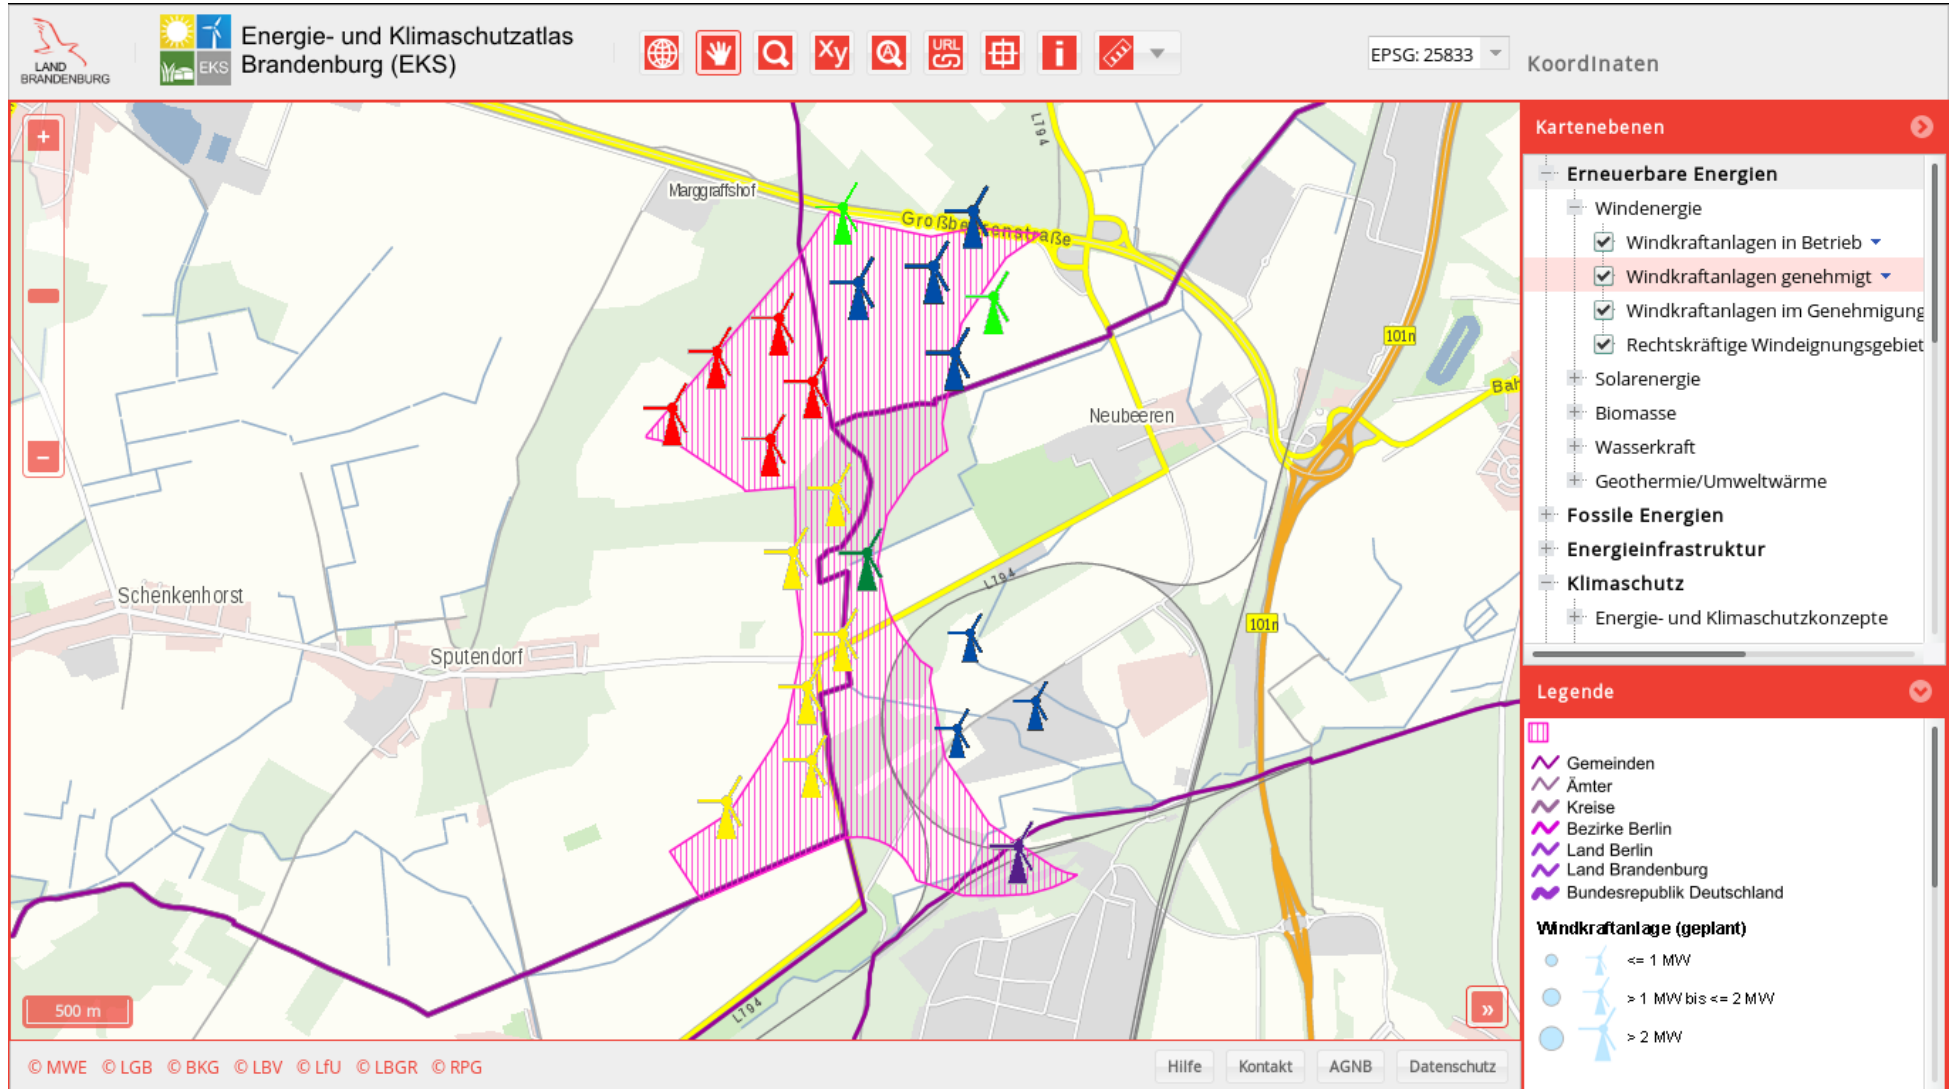 LAND
BRANDENBURG
EKS
Energie- und Klimaschutzatlas
Brandenburg (EKS)
Xy
A
URL
i
EPSG: 25833
Koordinaten
+
−
Marggraffshof
L794
101n
Neubeeren
L794
101n
Schenkenhorst
Sputendorf
L794
500 m
»
Kartenebenen
Erneuerbare Energien
Windenergie
Windkraftanlagen in Betrieb
Windkraftanlagen genehmigt
Windkraftanlagen im Genehmigung
Rechtskräftige Windeignungsgebiet
Solarenergie
Biomasse
Wasserkraft
Geothermie/Umweltwärme
Fossile Energien
Energieinfrastruktur
Klimaschutz
Energie- und Klimaschutzkonzepte
Legende
Gemeinden
Ämter
Kreise
Bezirke Berlin
Land Berlin
Land Brandenburg
Bundesrepublik Deutschland
Windkraftanlage (geplant)
<= 1 MW
> 1 MW bis <= 2 MW
> 2 MW
© MWE © LGB © BKG © LBV © LfU © LBGR © RPG
Hilfe
Kontakt
AGNB
Datenschutz